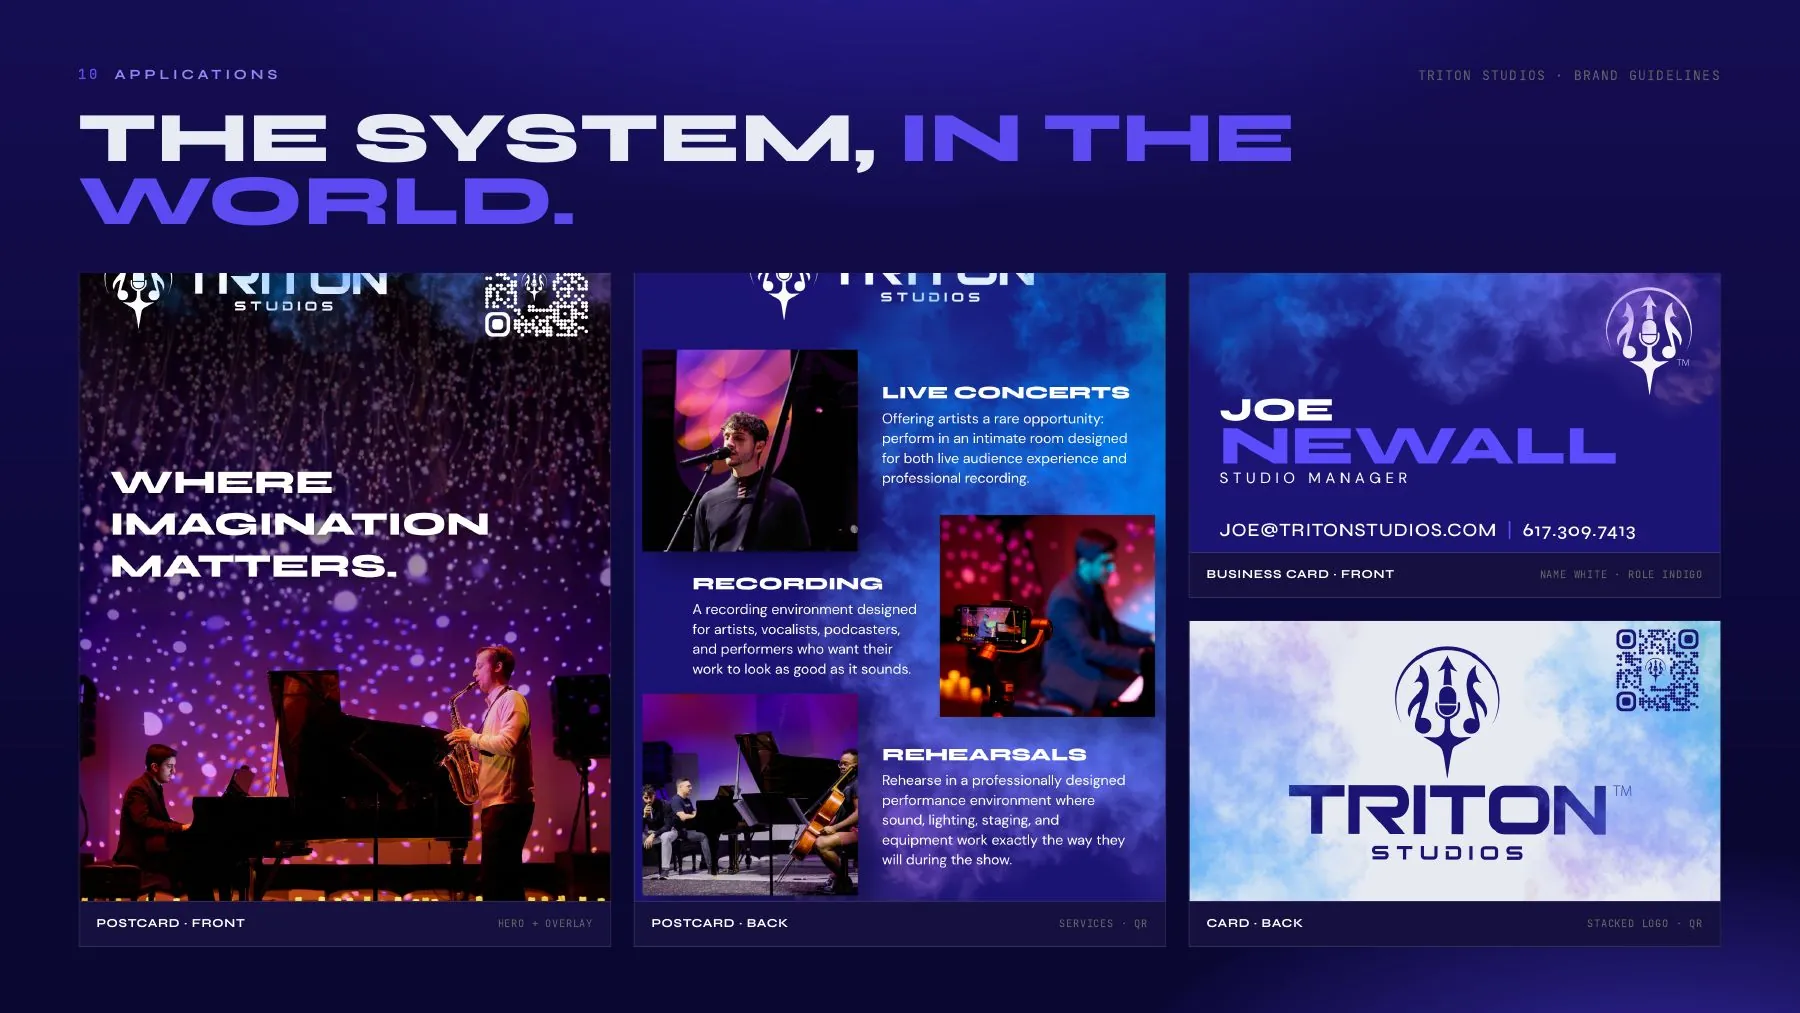 10 APPLICATIONS
TRITON STUDIOS · BRAND GUIDELINES
THE SYSTEM, IN THE
WORLD.
TRITON
STUDIOS
WHERE
IMAGINATION
MATTERS.
POSTCARD · FRONT
HERO + OVERLAY
TRITON
STUDIOS
LIVE CONCERTS
Offering artists a rare opportunity:
perform in an intimate room designed
for both live audience experience and
professional recording.
RECORDING
A recording environment designed
for artists, vocalists, podcasters,
and performers who want their
work to look as good as it sounds.
REHEARSALS
Rehearse in a professionally designed
performance environment where
sound, lighting, staging, and
equipment work exactly the way they
will during the show.
POSTCARD · BACK
SERVICES · QR
TM
JOE
NEWALL
STUDIO MANAGER
JOE@TRITONSTUDIOS.COM | 617.309.7413
BUSINESS CARD · FRONT
NAME WHITE · ROLE INDIGO
TRITON TM
STUDIOS
CARD · BACK
STACKED LOGO · QR